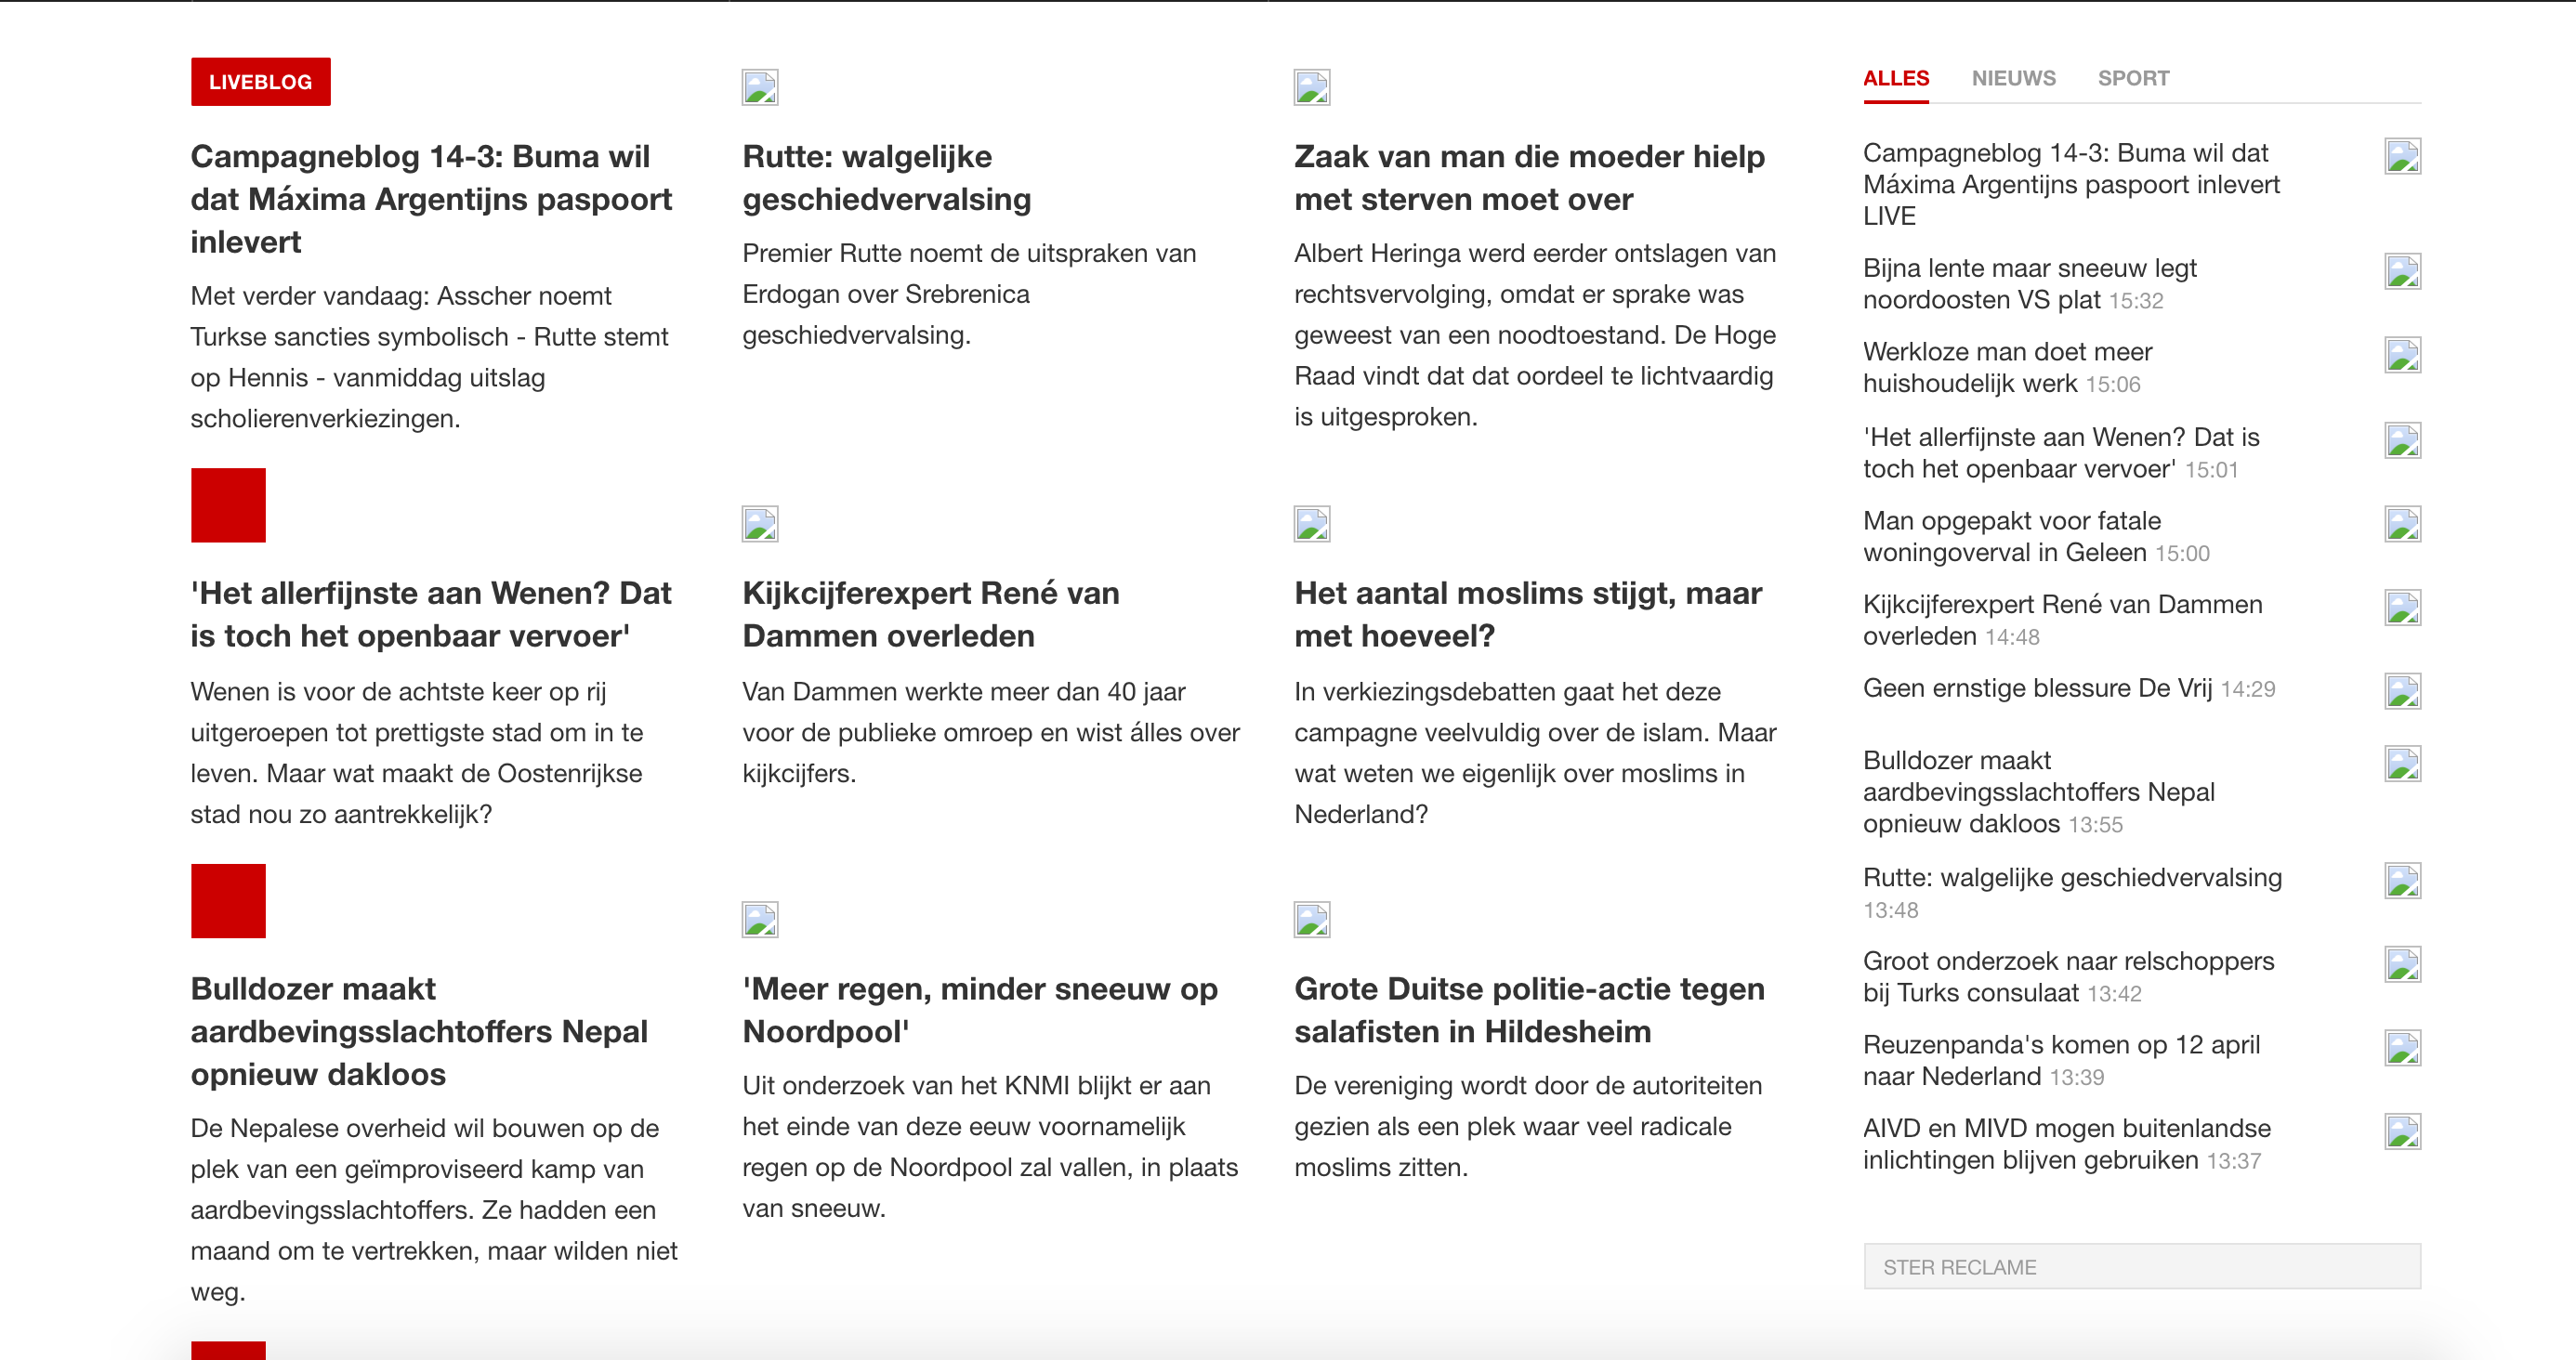 LIVEBLOG
Campagneblog 14-3: Buma wil
dat Máxima Argentijns paspoort
inlevert
Met verder vandaag: Asscher noemt
Turkse sancties symbolisch - Rutte stemt
op Hennis - vanmiddag uitslag
scholierenverkiezingen.
Rutte: walgelijke
geschiedvervalsing
Premier Rutte noemt de uitspraken van
Erdogan over Srebrenica
geschiedvervalsing.
Zaak van man die moeder hielp
met sterven moet over
Albert Heringa werd eerder ontslagen van
rechtsvervolging, omdat er sprake was
geweest van een noodtoestand. De Hoge
Raad vindt dat dat oordeel te lichtvaardig
is uitgesproken.
'Het allerfijnste aan Wenen? Dat
is toch het openbaar vervoer'
Wenen is voor de achtste keer op rij
uitgeroepen tot prettigste stad om in te
leven. Maar wat maakt de Oostenrijkse
stad nou zo aantrekkelijk?
Kijkcijferexpert René van
Dammen overleden
Van Dammen werkte meer dan 40 jaar
voor de publieke omroep en wist álles over
kijkcijfers.
Het aantal moslims stijgt, maar
met hoeveel?
In verkiezingsdebatten gaat het deze
campagne veelvuldig over de islam. Maar
wat weten we eigenlijk over moslims in
Nederland?
Bulldozer maakt
aardbevingsslachtoffers Nepal
opnieuw dakloos
De Nepalese overheid wil bouwen op de
plek van een geïmproviseerd kamp van
aardbevingsslachtoffers. Ze hadden een
maand om te vertrekken, maar wilden niet
weg.
'Meer regen, minder sneeuw op
Noordpool'
Uit onderzoek van het KNMI blijkt er aan
het einde van deze eeuw voornamelijk
regen op de Noordpool zal vallen, in plaats
van sneeuw.
Grote Duitse politie-actie tegen
salafisten in Hildesheim
De vereniging wordt door de autoriteiten
gezien als een plek waar veel radicale
moslims zitten.
ALLES NIEUWS SPORT
Campagneblog 14-3: Buma wil dat
Máxima Argentijns paspoort inlevert
LIVE
Bijna lente maar sneeuw legt
noordoosten VS plat 15:32
Werkloze man doet meer
huishoudelijk werk 15:06
'Het allerfijnste aan Wenen? Dat is
toch het openbaar vervoer' 15:01
Man opgepakt voor fatale
woningoverval in Geleen 15:00
Kijkcijferexpert René van Dammen
overleden 14:48
Geen ernstige blessure De Vrij 14:29
Bulldozer maakt
aardbevingsslachtoffers Nepal
opnieuw dakloos 13:55
Rutte: walgelijke geschiedvervalsing
13:48
Groot onderzoek naar relschoppers
bij Turks consulaat 13:42
Reuzenpanda's komen op 12 april
naar Nederland 13:39
AIVD en MIVD mogen buitenlandse
inlichtingen blijven gebruiken 13:37
STER RECLAME